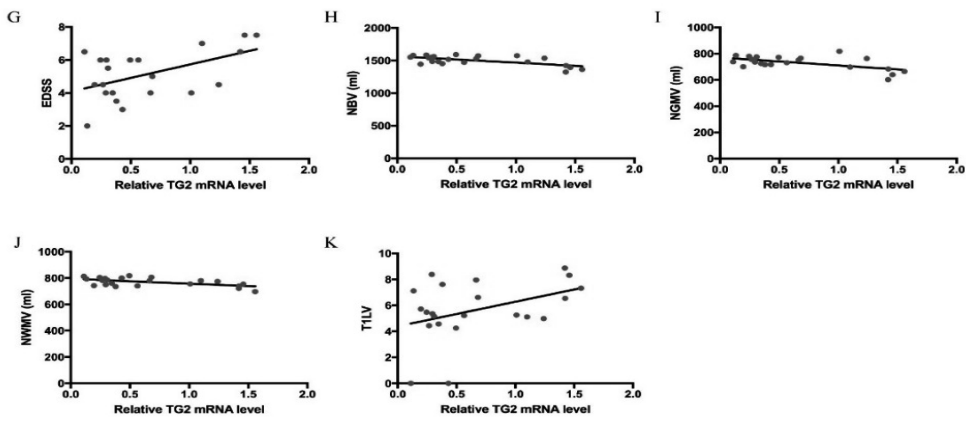 G
EDSS
8
6
4
2
0
0.0 0.5 1.0 1.5 2.0
Relative TG2 mRNA level
H
NBV (ml)
2000
1500
1000
500
0
0.0 0.5 1.0 1.5 2.0
Relative TG2 mRNA level
I
NGMV (ml)
1000
800
600
400
200
0
0.0 0.5 1.0 1.5 2.0
Relative TG2 mRNA level
J
NWMV (ml)
1000
800
600
400
200
0
0.0 0.5 1.0 1.5 2.0
Relative TG2 mRNA level
K
T1LV
10
8
6
4
2
0
0.0 0.5 1.0 1.5 2.0
Relative TG2 mRNA level